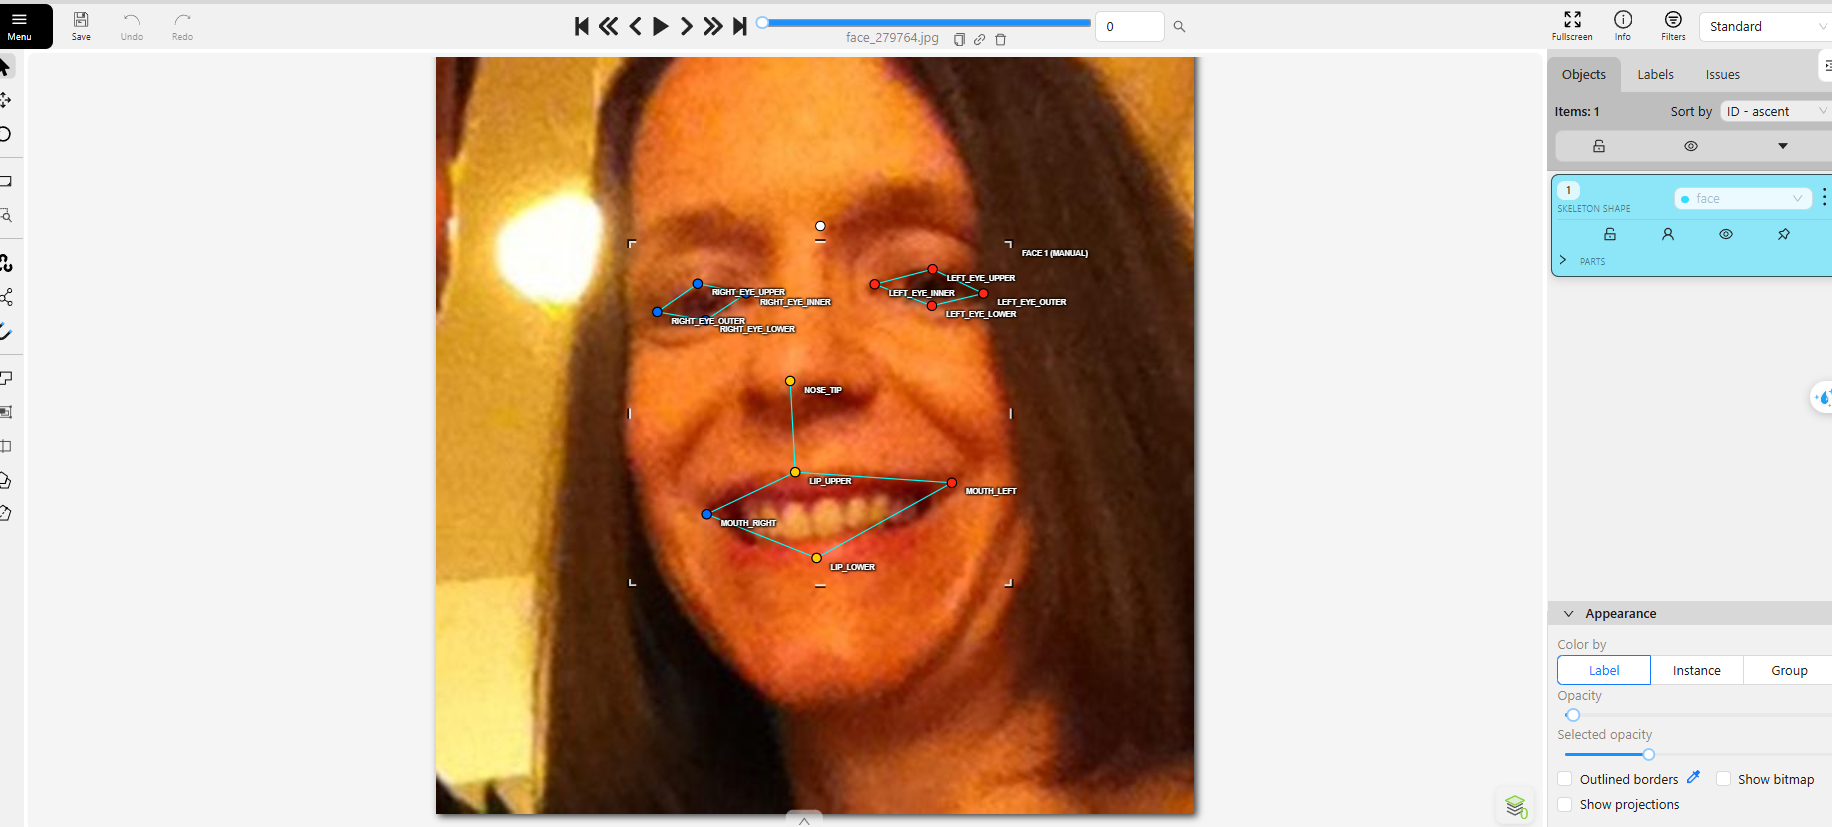 Menu
Save
Undo
Redo
0
face_279764.jpg
Fullscreen
Info
Filters
Standard
Objects
Labels
Issues
Items: 1
Sort by
ID - ascent
1
face
SKELETON SHAPE
PARTS
FACE 1 (MANUAL)
LEFT_EYE_UPPER
LEFT_EYE_INNER
LEFT_EYE_OUTER
LEFT_EYE_LOWER
RIGHT_EYE_UPPER
RIGHT_EYE_INNER
RIGHT_EYE_OUTER
RIGHT_EYE_LOWER
NOSE_TIP
LIP_UPPER
MOUTH_LEFT
MOUTH_RIGHT
LIP_LOWER
Appearance
Color by
Label
Instance
Group
Opacity
Selected opacity
Outlined borders
Show bitmap
Show projections
0